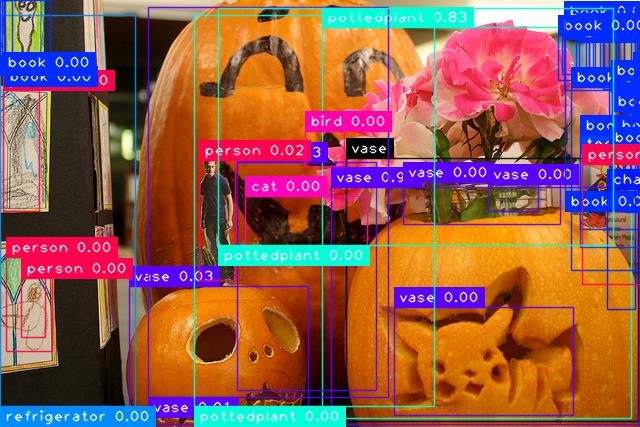 pottedplant 0.83
book 0.00
book 0.00
book 0.00
bird 0.00
person 0.02
3
vase
cat 0.00
vase 0.9
vase 0.00
vase 0.00
person
book 0.0
person 0.00
person 0.00
pottedplant 0.00
vase 0.03
vase 0.00
refrigerator 0.00
vase 0.01
pottedplant 0.00